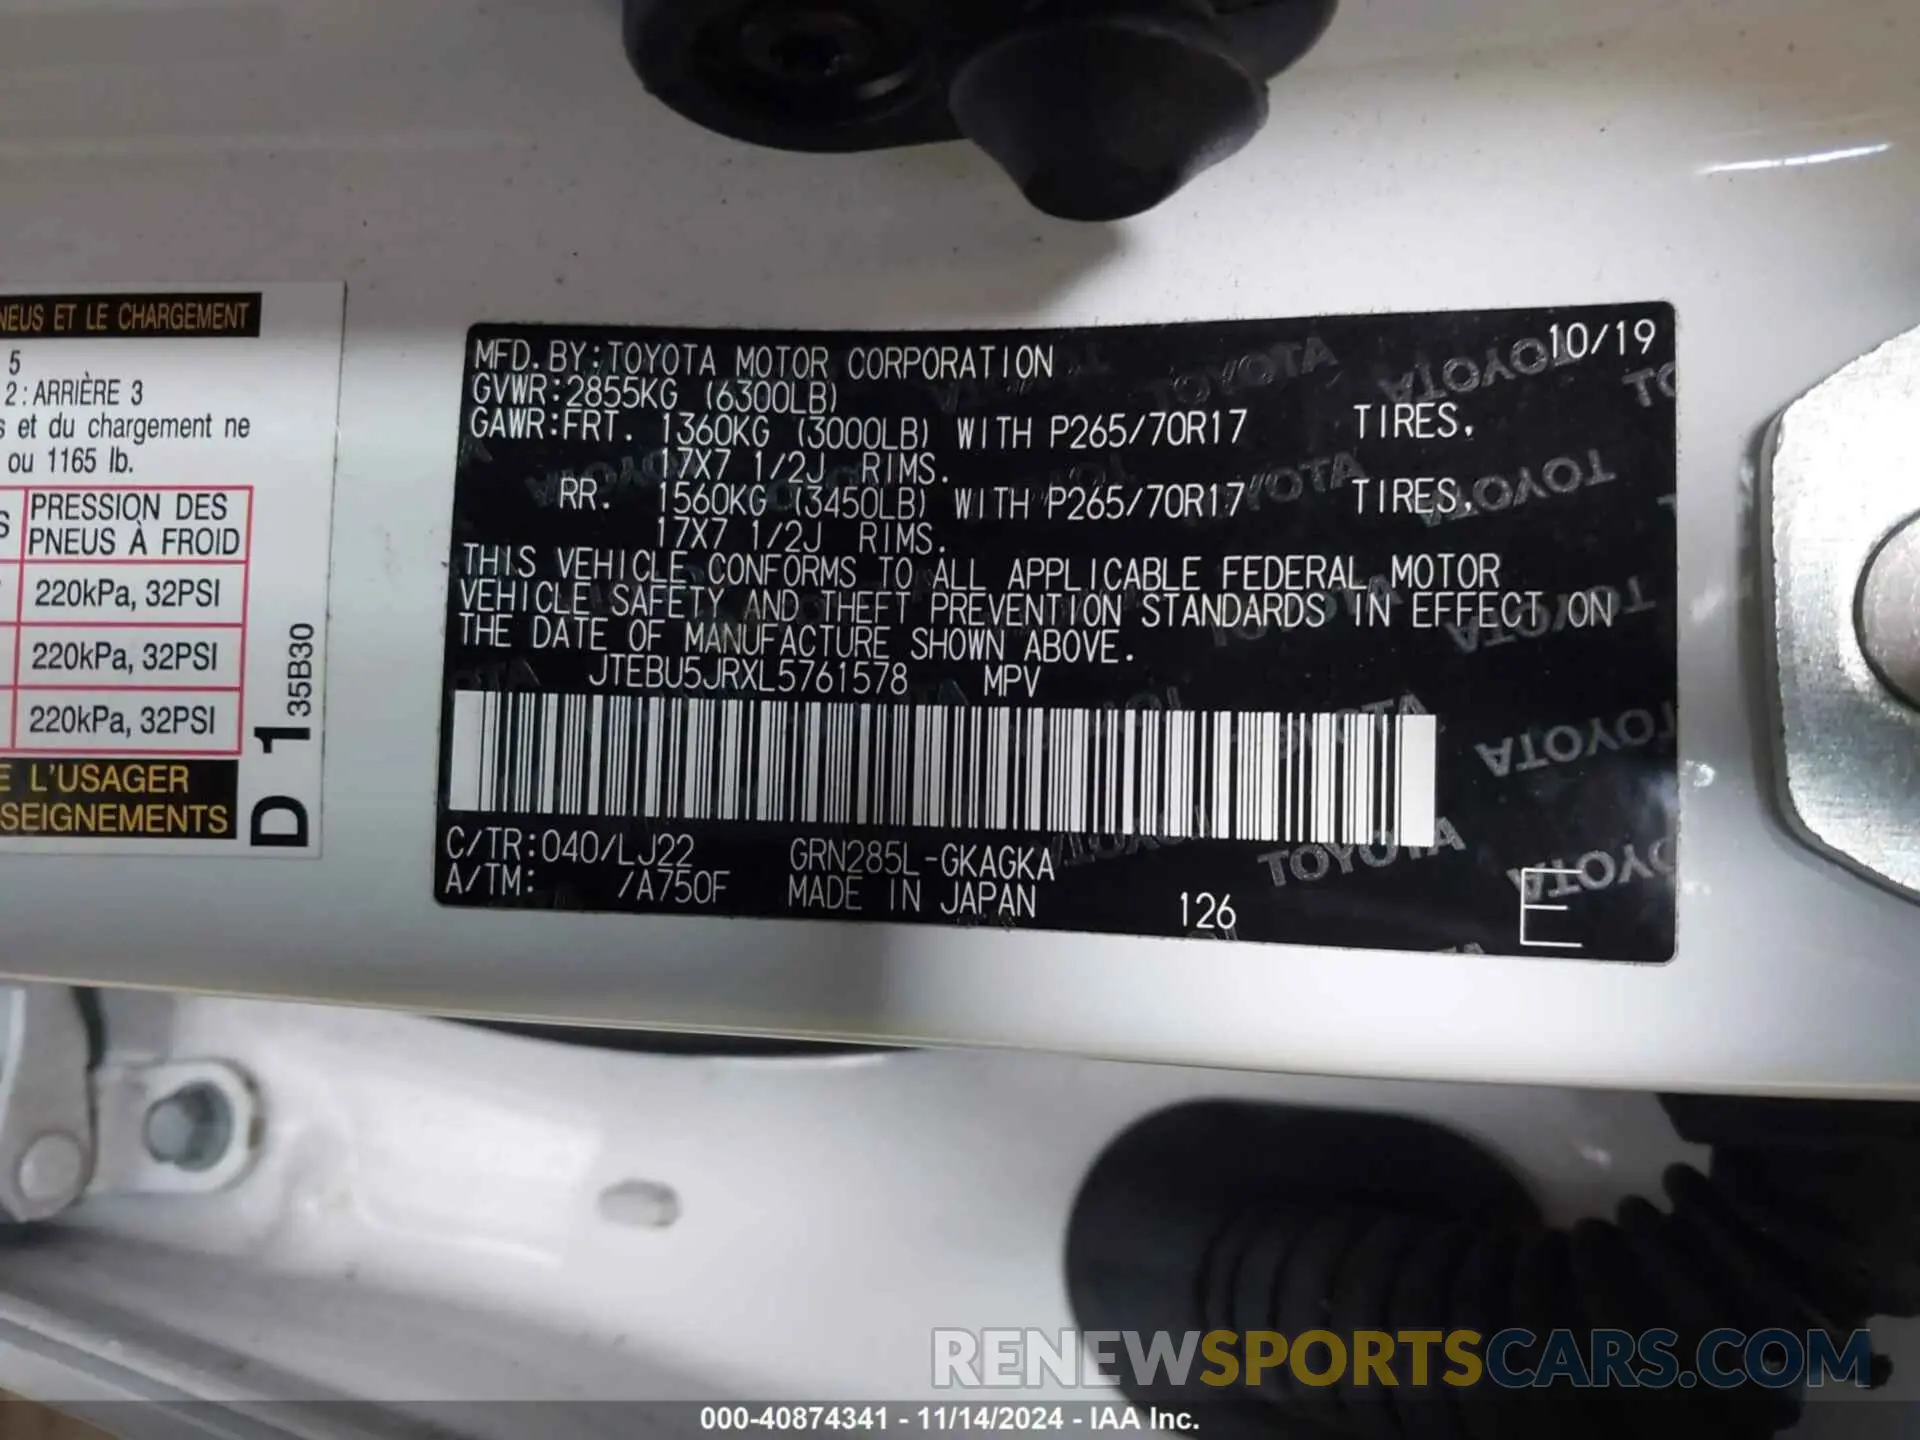 NEUS ET LE CHARGEMENT
5
2 : ARRIÈRE 3
s et du chargement ne
ou 1165 lb.
S PRESSION DES
PNEUS À FROID
220kPa, 32PSI
220kPa, 32PSI
220kPa, 32PSI
E L'USAGER
SEIGNEMENTS
D 1
35B30
MFD. BY:TOYOTA MOTOR CORPORATION 10/19
GVWR:2855KG (6300LB)
GAWR:FRT. 1360KG (3000LB) WITH P265/70R17 TIRES,
17X7 1/2J RIMS.
RR. 1560KG (3450LB) WITH P265/70R17 TIRES,
17X7 1/2J RIMS.
THIS VEHICLE CONFORMS TO ALL APPLICABLE FEDERAL MOTOR
VEHICLE SAFETY AND THEFT PREVENTION STANDARDS IN EFFECT ON
THE DATE OF MANUFACTURE SHOWN ABOVE.
JTEBU5JRXL5761578 MPV
C/TR:040/LJ22 GRN285L-GKAGKA
A/TM: /A750F MADE IN JAPAN 126 E
RENEWSPORTSCARS.COM
000-40874341 - 11/14/2024 - IAA Inc.